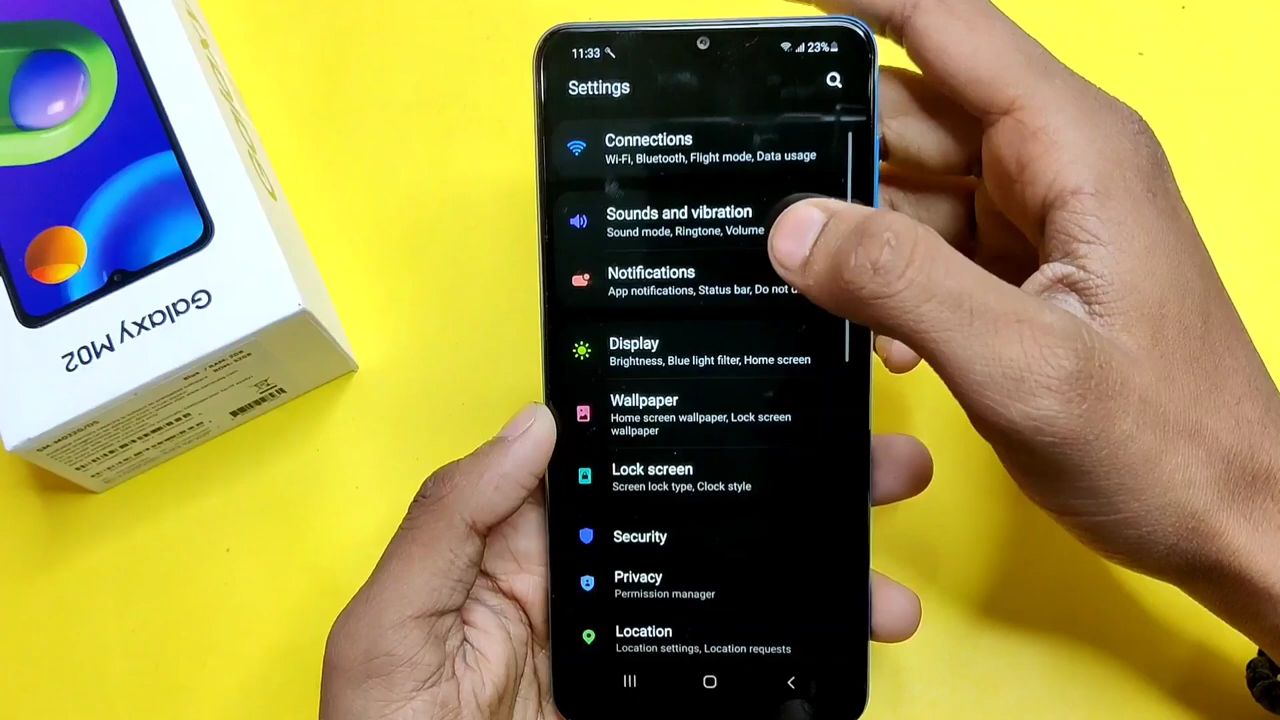 11:33
23%
Settings
Connections
Wi-Fi, Bluetooth, Flight mode, Data usage
Sounds and vibration
Sound mode, Ringtone, Volume
Notifications
App notifications, Status bar, Do not
Display
Brightness, Blue light filter, Home screen
Wallpaper
Home screen wallpaper, Lock screen
wallpaper
Lock screen
Screen lock type, Clock style
Security
Privacy
Permission manager
Location
Location settings, Location requests
Galaxy M02